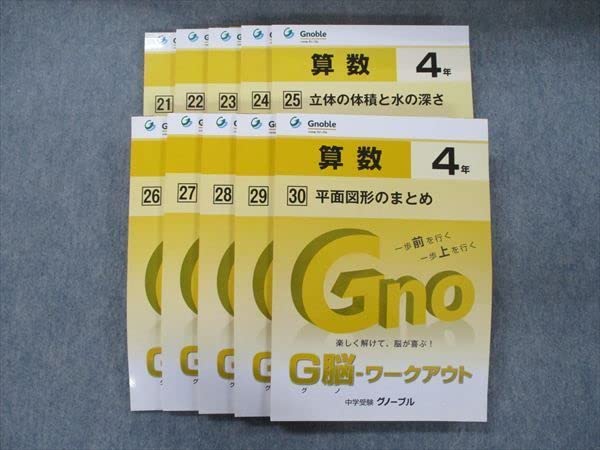 Gnoble
算数 4年
21
22
23
24
25 立体の体積と水の深さ
Gnoble
算数 4年
26
27
28
29
30 平面図形のまとめ
一歩前を行く
一歩上を行く
Gno
楽しく解けて、脳が喜ぶ!
G脳-ワークアウト
グノ
中学受験 グノーブル